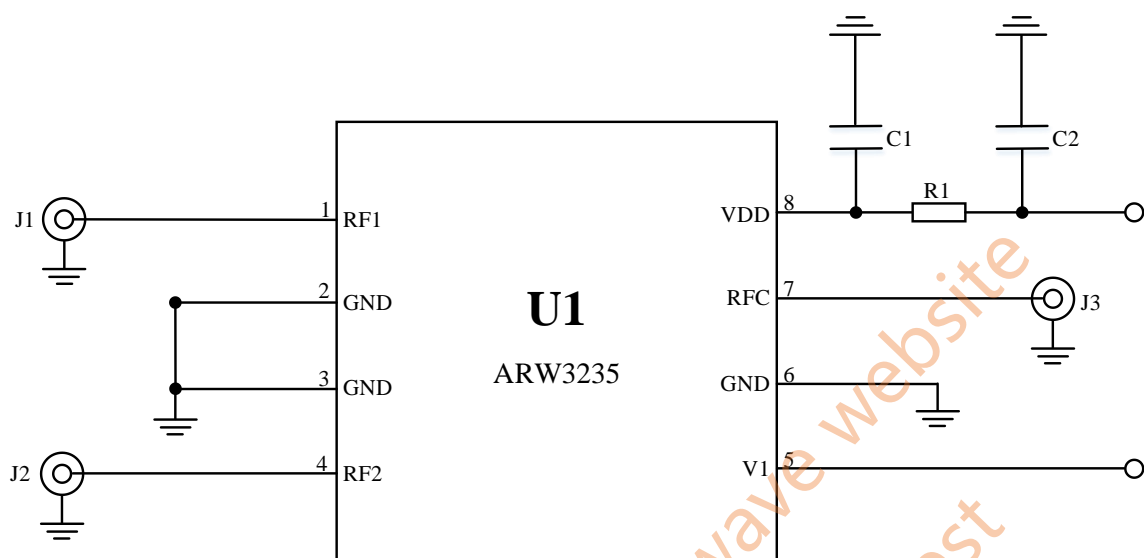 C1
C2
R1
J1
1
RF1
VDD
8
2
GND
RFC
7
J3
U1
ARW3235
3
GND
GND
6
J2
4
RF2
V1
5
wave website
est